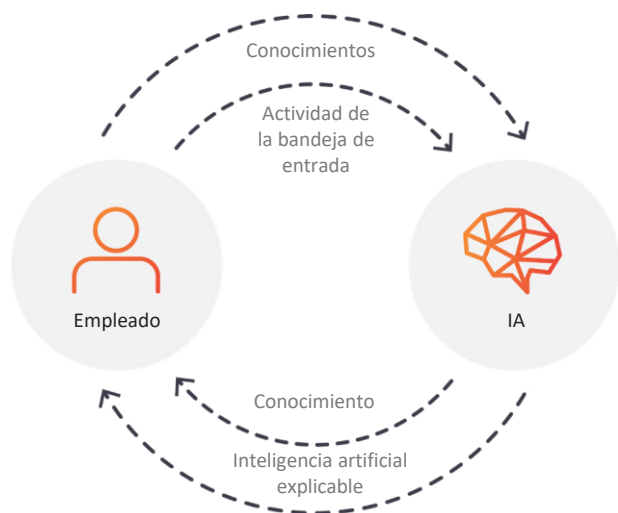 Conocimientos
Actividad de
la bandeja de
entrada
Empleado
IA
Conocimiento
Inteligencia artificial
explicable